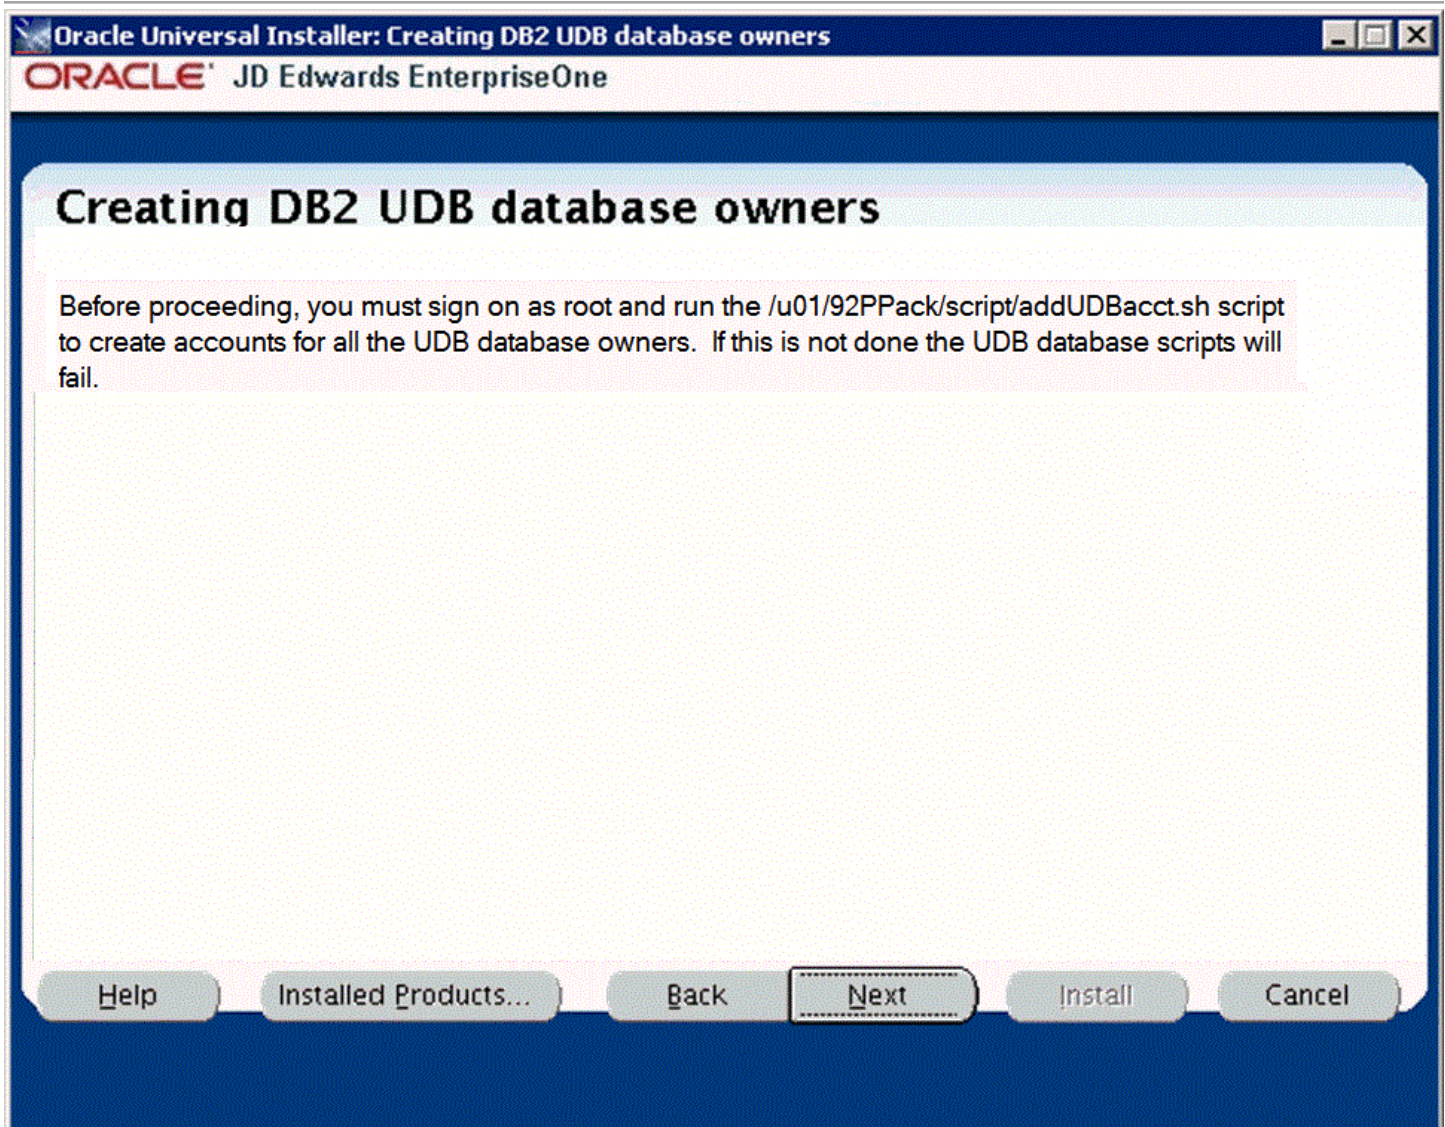 Oracle Universal Installer: Creating DB2 UDB database owners
ORACLE JD Edwards EnterpriseOne
Creating DB2 UDB database owners
Before proceeding, you must sign on as root and run the /u01/92PPack/script/addUDBacct.sh script
to create accounts for all the UDB database owners.  If this is not done the UDB database scripts will
fail.
Help Installed Products... Back Next Install Cancel